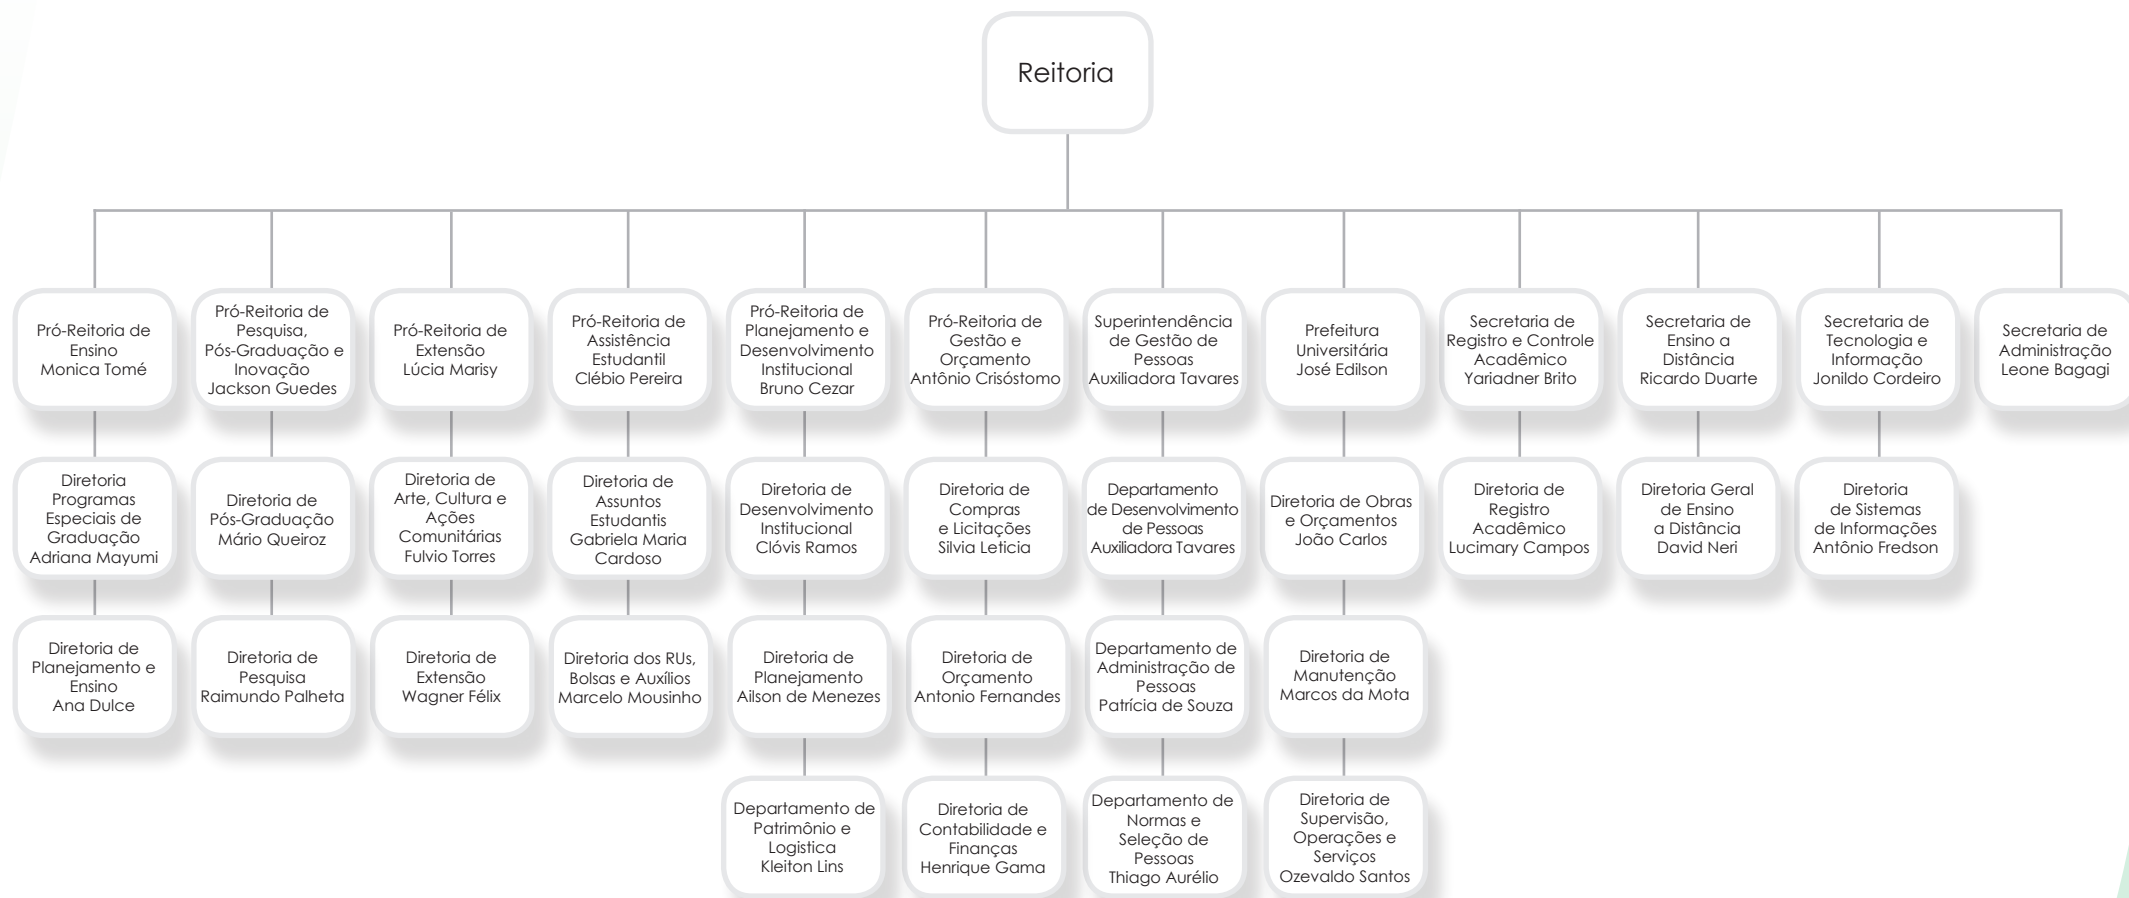 Reitoria
Pró-Reitoria de
Ensino
Monica Tomé
Pró-Reitoria de
Pesquisa,
Pós-Graduação e
Inovação
Jackson Guedes
Pró-Reitoria de
Extensão
Lúcia Marisy
Pró-Reitoria de
Assistência
Estudantil
Clébio Pereira
Pró-Reitoria de
Planejamento e
Desenvolvimento
Institucional
Bruno Cezar
Pró-Reitoria de
Gestão e
Orçamento
Antônio Crisóstomo
Superintendência
de Gestão de
Pessoas
Auxiliadora Tavares
Prefeitura
Universitária
José Edilson
Secretaria de
Registro e Controle
Acadêmico
Yariadner Brito
Secretaria de
Ensino a
Distância
Ricardo Duarte
Secretaria de
Tecnologia e
Informação
Jonildo Cordeiro
Secretaria de
Administração
Leone Bagagi
Diretoria
Programas
Especiais de
Graduação
Adriana Mayumi
Diretoria de
Pós-Graduação
Mário Queiroz
Diretoria de
Arte, Cultura e
Ações
Comunitárias
Fulvio Torres
Diretoria de
Assuntos
Estudantis
Gabriela Maria
Cardoso
Diretoria de
Desenvolvimento
Institucional
Clóvis Ramos
Diretoria de
Compras
e Licitações
Silvia Leticia
Departamento
de Desenvolvimento
de Pessoas
Auxiliadora Tavares
Diretoria de Obras
e Orçamentos
João Carlos
Diretoria de
Registro
Acadêmico
Lucimary Campos
Diretoria Geral
de Ensino
a Distância
David Neri
Diretoria
de Sistemas
de Informações
Antônio Fredson
Diretoria de
Planejamento e
Ensino
Ana Dulce
Diretoria de
Pesquisa
Raimundo Palheta
Diretoria de
Extensão
Wagner Félix
Diretoria dos RUs,
Bolsas e Auxílios
Marcelo Mousinho
Diretoria de
Planejamento
Ailson de Menezes
Diretoria de
Orçamento
Antonio Fernandes
Departamento de
Administração de
Pessoas
Patrícia de Souza
Diretoria de
Manutenção
Marcos da Mota
Departamento de
Patrimônio e
Logistica
Kleiton Lins
Diretoria de
Contabilidade e
Finanças
Henrique Gama
Departamento de
Normas e
Seleção de
Pessoas
Thiago Aurélio
Diretoria de
Supervisão,
Operações e
Serviços
Ozevaldo Santos